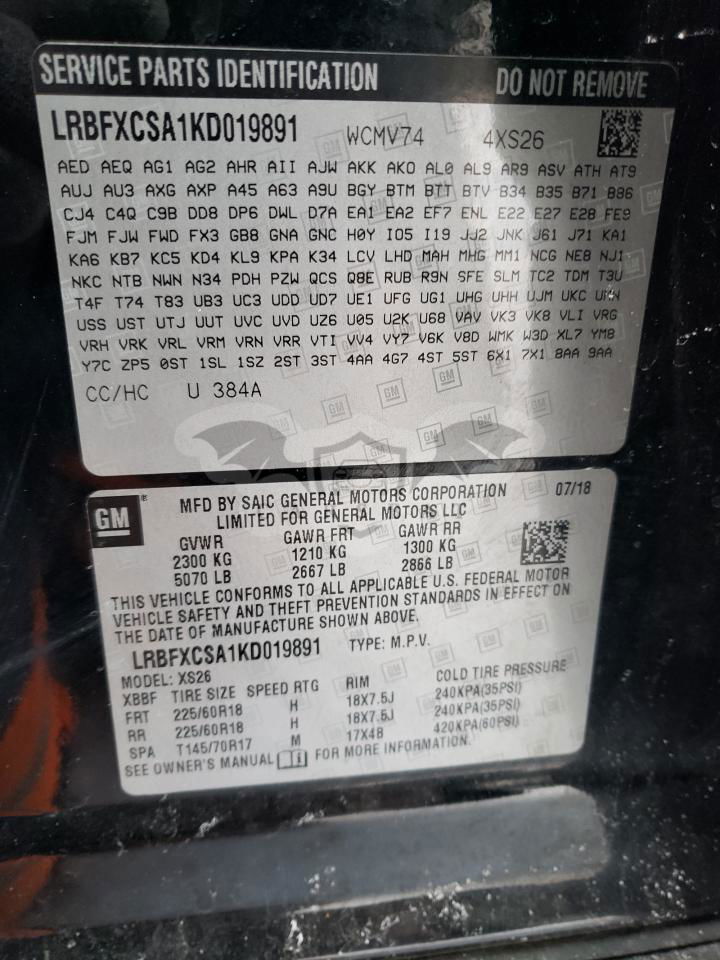 SERVICE PARTS IDENTIFICATION DO NOT REMOVE
LRBFXCSA1KD019891 WCMV74 4XS26
AED AEQ AG1 AG2 AHR AII AJW AKK AKO AL0 AL9 AR9 ASV ATH AT9
AUJ AU3 AXG AXP A45 A63 A9U BGY BTM BTT BTV B34 B35 B71 B86
CJ4 C4Q C9B DD8 DP6 DWL D7A EA1 EA2 EF7 ENL E22 E27 E28 FE9
FJM FJW FWD FX3 GB8 GNA GNC H0Y IO5 I19 JJ2 JNK J61 J71 KA1
KA6 KB7 KC5 KD4 KL9 KPA K34 LCV LHD MAH MHG MM1 NCG NE8 NJ1
NKC NTB NWN N34 PDH PZW QCS Q8E RUB R9N SFE SLM TC2 TDM T3U
T4F T74 T83 UB3 UC3 UDD UD7 UE1 UFG UG1 UHG UHH UJM UKC
USS UST UTJ UUT UVC UVD UZ6 U05 U2K U68 VAV VK3 VK8 VLI VRG
VRH VRK VRL VRM VRN VRR VTI VV4 VY7 V6K V8D WMK W3D XL7 YM8
Y7C ZP5 0ST 1SL 1SZ 2ST 3ST 4AA 4G7 4ST 5ST 6X1 7X1 8AA 9AA
CC/HC U 384A
GM ® MFD BY SAIC GENERAL MOTORS CORPORATION 07/18
LIMITED FOR GENERAL MOTORS LLC
GVWR GAWR FRT GAWR RR
2300 KG 1210 KG 1300 KG
5070 LB 2667 LB 2866 LB
THIS VEHICLE CONFORMS TO ALL APPLICABLE U.S. FEDERAL MOTOR
VEHICLE SAFETY AND THEFT PREVENTION STANDARDS IN EFFECT ON
THE DATE OF MANUFACTURE SHOWN ABOVE.
LRBFXCSA1KD019891 TYPE: M.P.V.
MODEL: XS26
XBBF TIRE SIZE SPEED RTG RIM COLD TIRE PRESSURE
FRT 225/60R18 H 18X7.5J 240KPA(35PSI)
RR 225/60R18 H 18X7.5J 240KPA(35PSI)
SPA T145/70R17 M 17X4B 420KPA(60PSI)
SEE OWNER'S MANUAL FOR MORE INFORMATION.